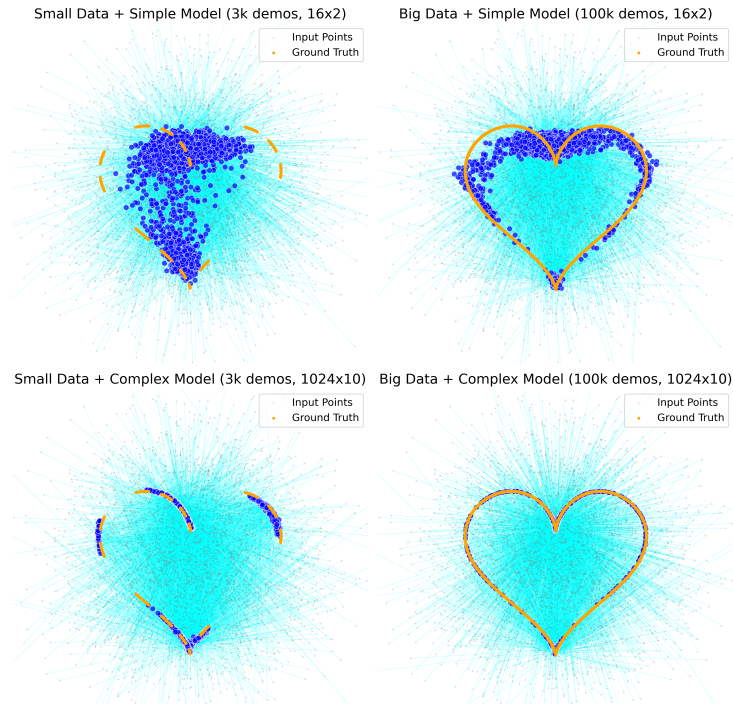 Small Data + Simple Model (3k demos, 16x2)
Input Points
Ground Truth
Big Data + Simple Model (100k demos, 16x2)
Input Points
Ground Truth
Small Data + Complex Model (3k demos, 1024x10)
Input Points
Ground Truth
Big Data + Complex Model (100k demos, 1024x10)
Input Points
Ground Truth